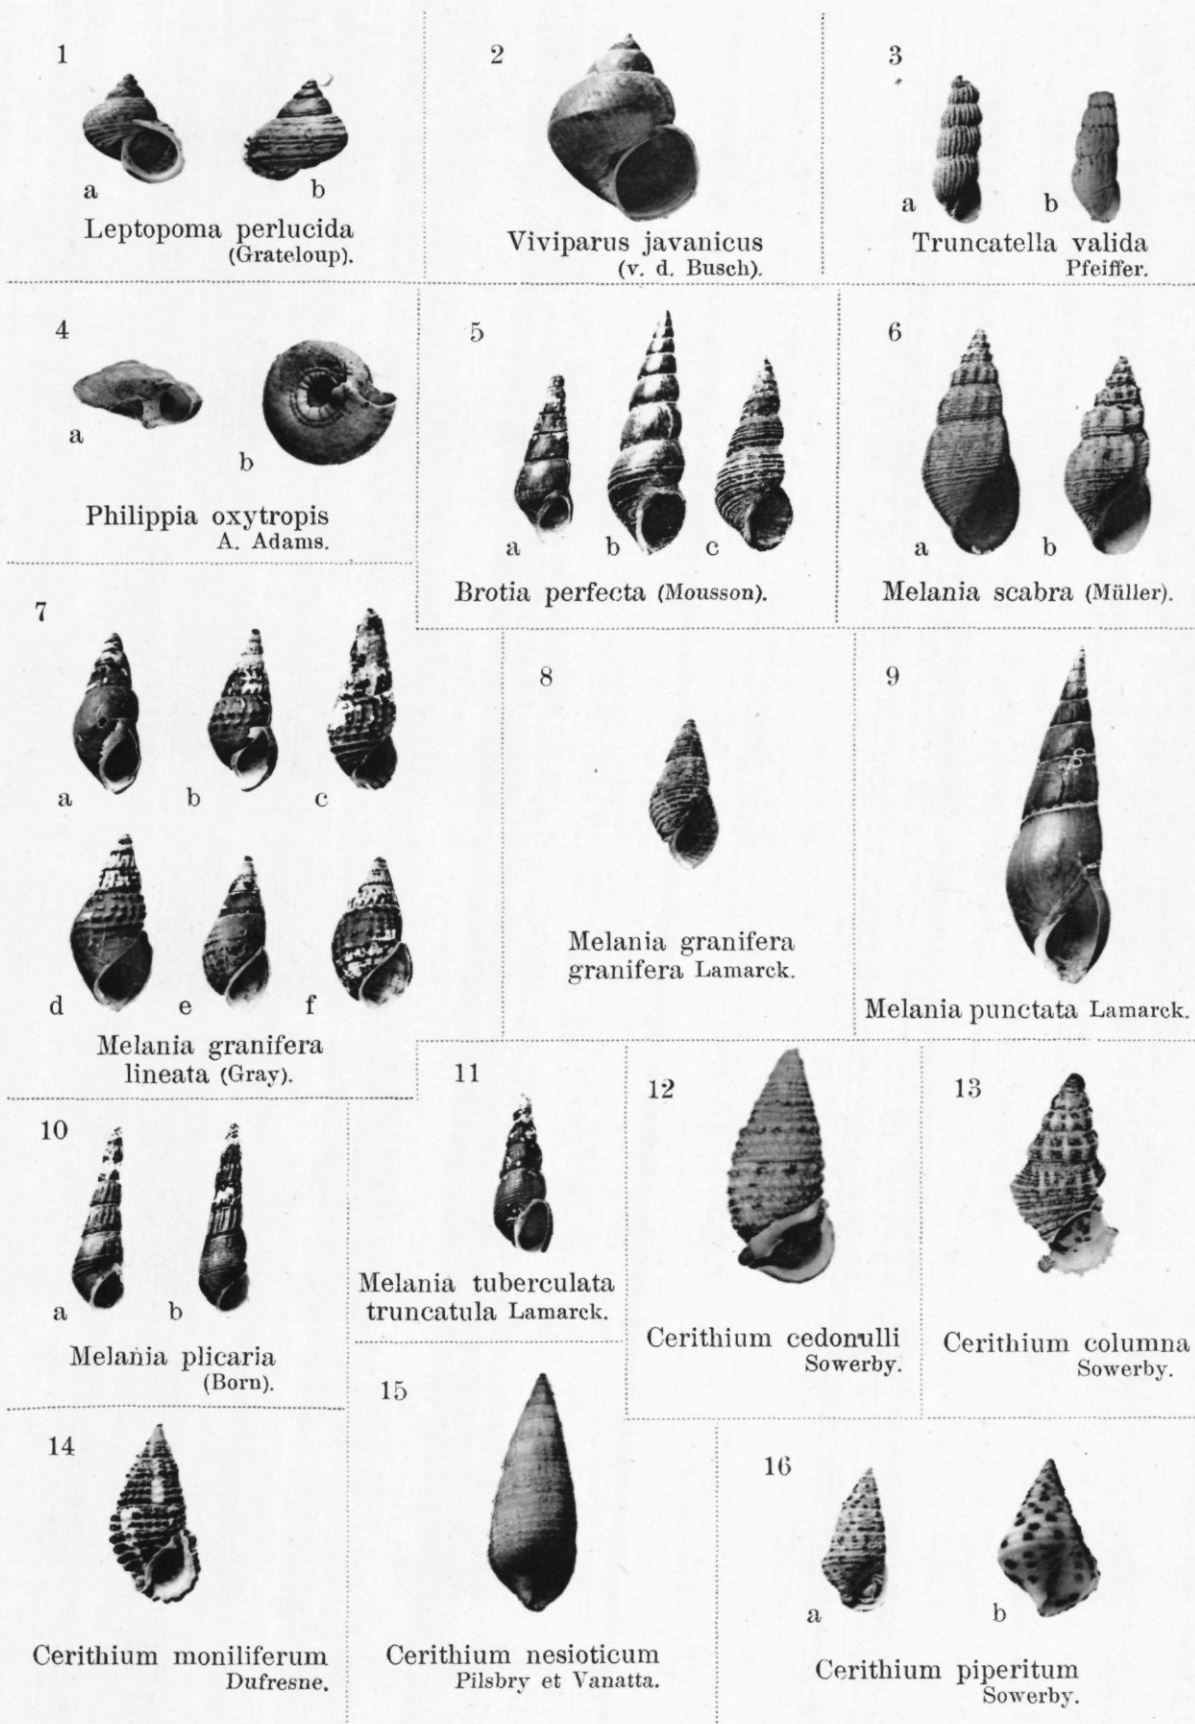 1
a
b
Leptopoma perlucida
(Grateloup).
2
Viviparus javanicus
(v. d. Busch).
3
a
b
Truncatella valida
Pfeiffer.
4
a
b
Philippia oxytropis
A. Adams.
5
a
b
c
Brotia perfecta (Mousson).
6
a
b
Melania scabra (Müller).
7
a
b
c
d
e
f
Melania granifera
lineata (Gray).
8
Melania granifera
granifera Lamarck.
9
Melania punctata Lamarck.
10
a
b
Melania plicaria
(Born).
11
Melania tuberculata
truncatula Lamarck.
12
Cerithium cedonulli
Sowerby.
13
Cerithium columna
Sowerby.
14
Cerithium moniliferum
Dufresne.
15
Cerithium nesioticum
Pilsbry et Vanatta.
16
a
b
Cerithium piperitum
Sowerby.